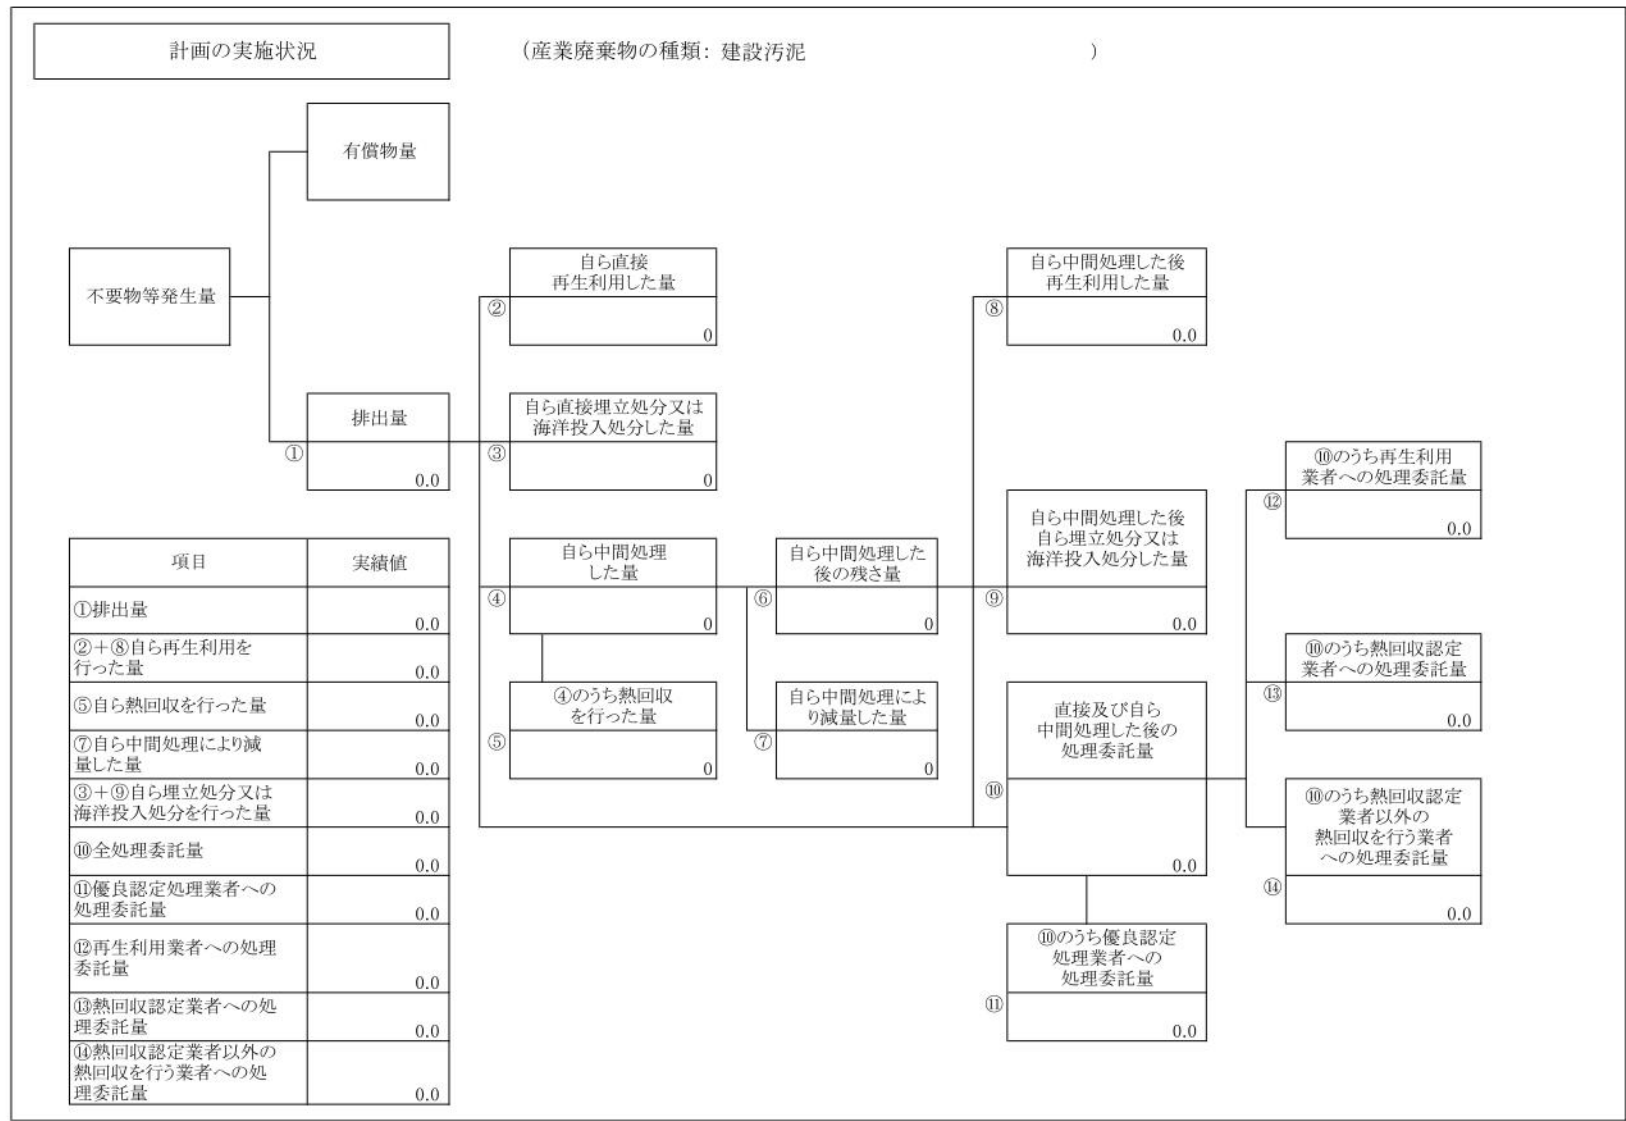 計画の実施状況
（産業廃棄物の種類：建設汚泥　）
有償物量
不要物等発生量
自ら直接
再生利用した量
②
0
自ら中間処理した後
再生利用した量
⑧
0.0
排出量
①
0.0
自ら直接埋立処分又は
海洋投入処分した量
③
0
⑩のうち再生利用
業者への処理委託量
⑫
0.0
自ら中間処理した後
自ら埋立処分又は
海洋投入処分した量
⑨
0.0
自ら中間処理
した量
④
0
自ら中間処理した
後の残さ量
⑥
0
⑩のうち熱回収認定
業者への処理委託量
⑬
0.0
④のうち熱回収
を行った量
⑤
0
自ら中間処理によ
り減量した量
⑦
0
直接及び自ら
中間処理した後の
処理委託量
⑩
0.0
⑩のうち熱回収認定
業者以外の
熱回収を行う業者
への処理委託量
⑭
0.0
⑩のうち優良認定
処理業者への
処理委託量
⑪
0.0
項目 実績値
①排出量
0.0
②＋⑧自ら再生利用を
行った量
0.0
⑤自ら熱回収を行った量
0.0
⑦自ら中間処理により減
量した量
0.0
③＋⑨自ら埋立処分又は
海洋投入処分を行った量
0.0
⑩全処理委託量
0.0
⑪優良認定処理業者への
処理委託量
0.0
⑫再生利用業者への処理
委託量
0.0
⑬熱回収認定業者への処
理委託量
0.0
⑭熱回収認定業者以外の
熱回収を行う業者への処
理委託量
0.0